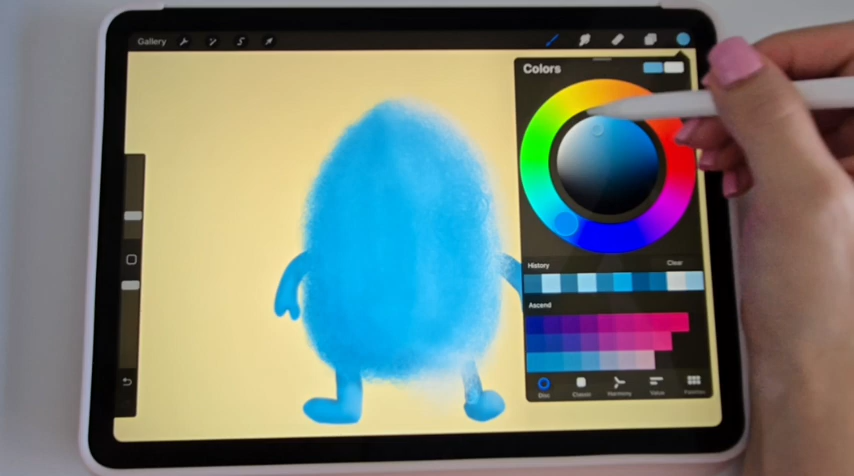 Gallery
Colors
History Clear
Ascend
Disc Classic Harmony Value Palettes